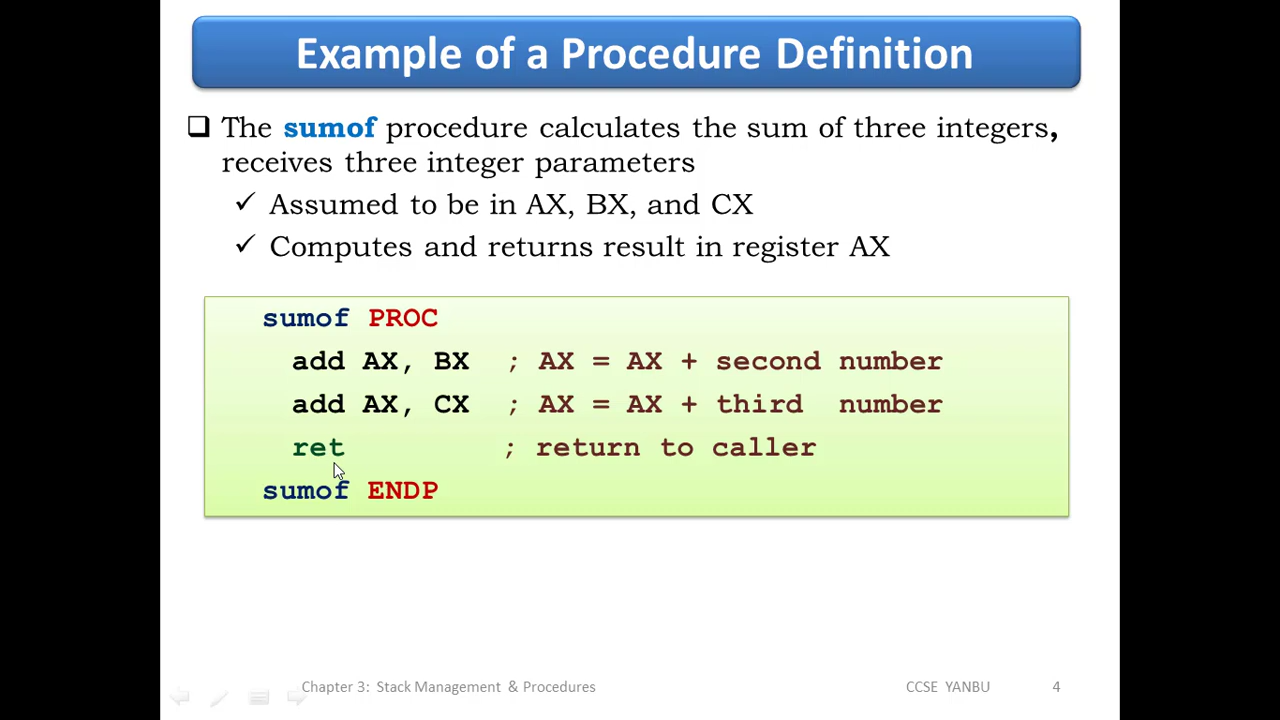 Example of a Procedure Definition
The sumof procedure calculates the sum of three integers,
receives three integer parameters
Assumed to be in AX, BX, and CX
Computes and returns result in register AX
sumof PROC
add AX, BX ; AX = AX + second number
add AX, CX ; AX = AX + third number
ret ; return to caller
sumof ENDP
Chapter 3: Stack Management & Procedures CCSE YANBU 4